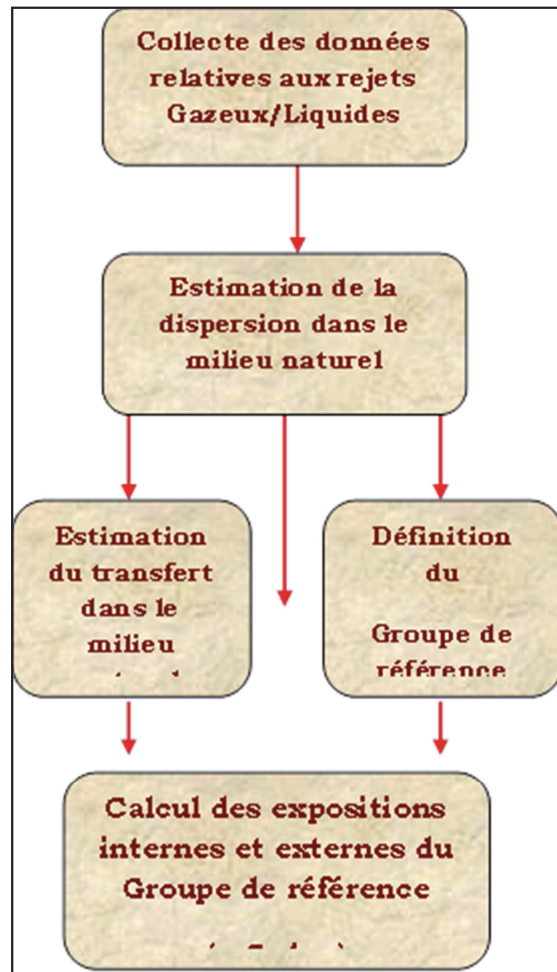 Collecte des données
relatives aux rejets
Gazeux/Liquides
Estimation de la
dispersion dans le
milieu naturel
Estimation
du transfert
dans le
milieu
Définition
du
Groupe de
référence
Calcul des expositions
internes et externes du
Groupe de référence